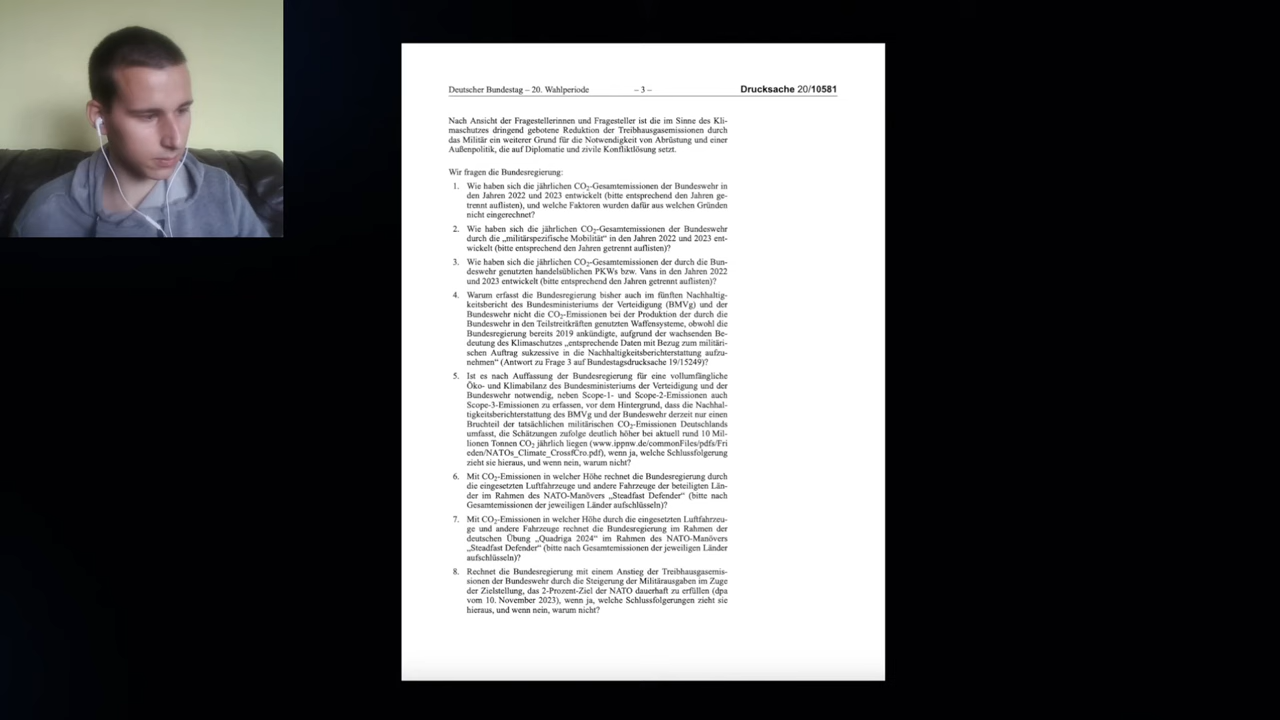 Deutscher Bundestag – 20. Wahlperiode – 3 – Drucksache 20/10581
Nach Ansicht der Fragestellerinnen und Fragesteller ist die im Sinne des Kli-
maschutzes dringend gebotene Reduktion der Treibhausgasemissionen durch
das Militär ein weiterer Grund für die Notwendigkeit von Abrüstung und einer
Außenpolitik, die auf Diplomatie und zivile Konfliktlösung setzt.
Wir fragen die Bundesregierung:
1. Wie haben sich die jährlichen CO₂-Gesamtemissionen der Bundeswehr in
den Jahren 2022 und 2023 entwickelt (bitte entsprechend den Jahren ge-
trennt auflisten), und welche Faktoren wurden dafür aus welchen Gründen
nicht eingerechnet?
2. Wie haben sich die jährlichen CO₂-Gesamtemissionen der Bundeswehr
durch die „militärspezifische Mobilität“ in den Jahren 2022 und 2023 ent-
wickelt (bitte entsprechend den Jahren getrennt auflisten)?
3. Wie haben sich die jährlichen CO₂-Gesamtemissionen der durch die Bun-
deswehr genutzten handelsüblichen PKWs bzw. Vans in den Jahren 2022
und 2023 entwickelt (bitte entsprechend den Jahren getrennt auflisten)?
4. Warum erfasst die Bundesregierung bisher auch im fünften Nachhaltig-
keitsbericht des Bundesministeriums der Verteidigung (BMVg) und der
Bundeswehr nicht die CO₂-Emissionen bei der Produktion der durch die
Bundeswehr in den Teilstreitkräften genutzten Waffensysteme, obwohl die
Bundesregierung bereits 2019 ankündigte, aufgrund der wachsenden Be-
deutung des Klimaschutzes „entsprechende Daten mit Bezug zum militäri-
schen Auftrag sukzessive in die Nachhaltigkeitsberichterstattung aufzu-
nehmen“ (Antwort zu Frage 3 auf Bundestagsdrucksache 19/15249)?
5. Ist es nach Auffassung der Bundesregierung für eine vollumfängliche
Öko- und Klimabilanz des Bundesministeriums der Verteidigung und der
Bundeswehr notwendig, neben Scope-1- und Scope-2-Emissionen auch
Scope-3-Emissionen zu erfassen, vor dem Hintergrund, dass die Nachhal-
tigkeitsberichterstattung des BMVg und der Bundeswehr derzeit nur einen
Bruchteil der tatsächlichen militärischen CO₂-Emissionen Deutschlands
umfasst, die Schätzungen zufolge deutlich höher bei aktuell rund 10 Mil-
lionen Tonnen CO₂ jährlich liegen (www.ippnw.de/commonFiles/pdfs/Fri
eden/NATOs_Climate_CrossfCro.pdf), wenn ja, welche Schlussfolgerung
zieht sie hieraus, und wenn nein, warum nicht?
6. Mit CO₂-Emissionen in welcher Höhe rechnet die Bundesregierung durch
die eingesetzten Luftfahrzeuge und andere Fahrzeuge der beteiligten Län-
der im Rahmen des NATO-Manövers „Steadfast Defender“ (bitte nach
Gesamtemissionen der jeweiligen Länder aufschlüsseln)?
7. Mit CO₂-Emissionen in welcher Höhe durch die eingesetzten Luftfahrzeu-
ge und andere Fahrzeuge rechnet die Bundesregierung im Rahmen der
deutschen Übung „Quadriga 2024“ im Rahmen des NATO-Manövers
„Steadfast Defender“ (bitte nach Gesamtemissionen der jeweiligen Länder
aufschlüsseln)?
8. Rechnet die Bundesregierung mit einem Anstieg der Treibhausgasemis-
sionen der Bundeswehr durch die Steigerung der Militärausgaben im Zuge
der Zielstellung, das 2-Prozent-Ziel der NATO dauerhaft zu erfüllen (dpa
vom 10. November 2023), wenn ja, welche Schlussfolgerungen zieht sie
hieraus, und wenn nein, warum nicht?